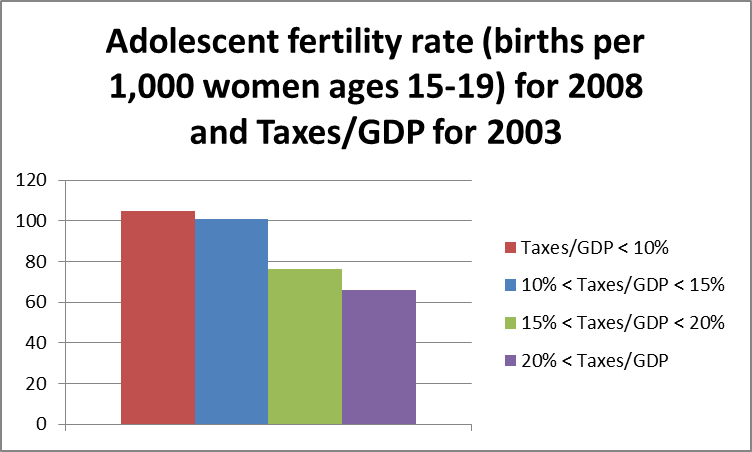 Adolescent fertility rate (births per
1,000 women ages 15-19) for 2008
and Taxes/GDP for 2003
120
100
80
60
40
20
0
Taxes/GDP < 10%
10% < Taxes/GDP < 15%
15% < Taxes/GDP < 20%
20% < Taxes/GDP